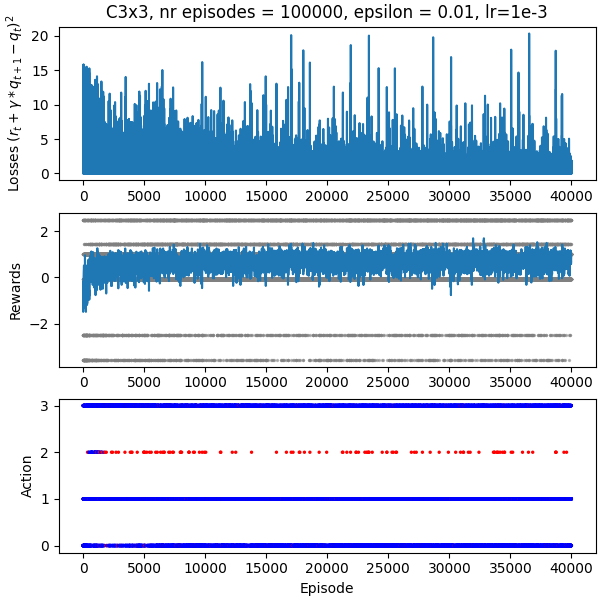 C3x3, nr episodes = 100000, epsilon = 0.01, lr=1e-3
Losses $(r_t + \gamma * q_{t+1} - q_t)^2$
20
15
10
5
0
0 5000 10000 15000 20000 25000 30000 35000 40000
Rewards
2
0
−2
0 5000 10000 15000 20000 25000 30000 35000 40000
Action
3
2
1
0
0 5000 10000 15000 20000 25000 30000 35000 40000
Episode